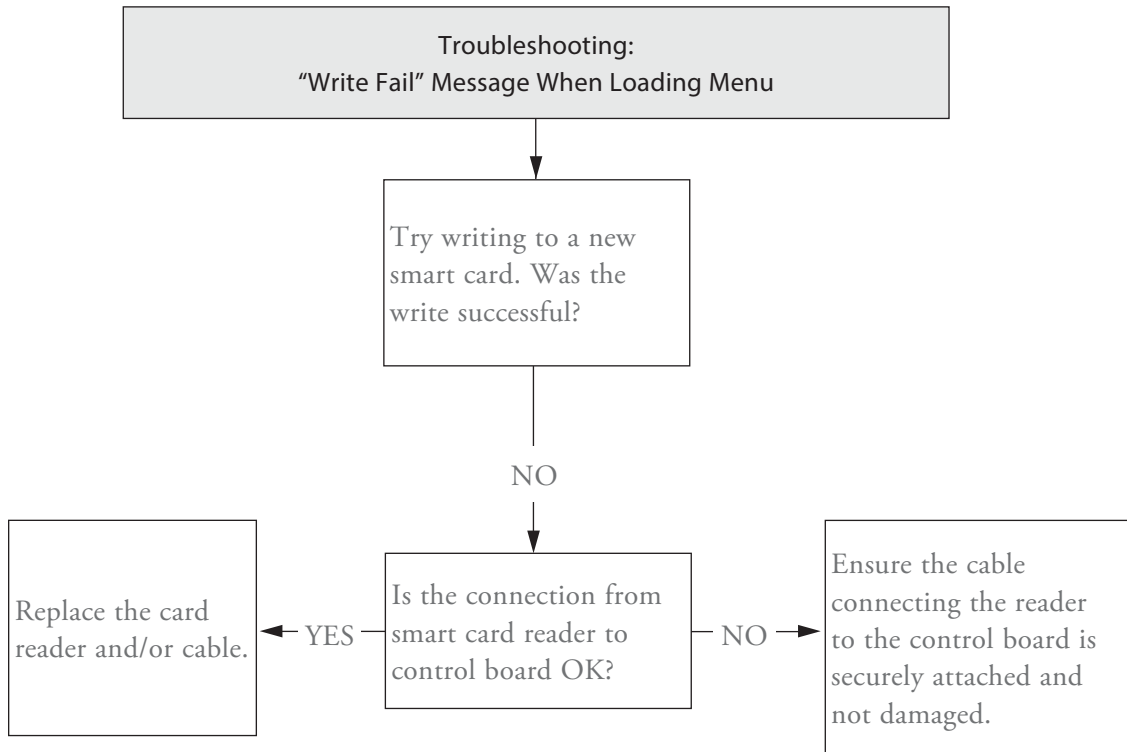 Troubleshooting:
“Write Fail” Message When Loading Menu
Try writing to a new
smart card. Was the
write successful?
NO
Is the connection from
smart card reader to
control board OK?
YES
Replace the card
reader and/or cable.
NO
Ensure the cable
connecting the reader
to the control board is
securely attached and
not damaged.